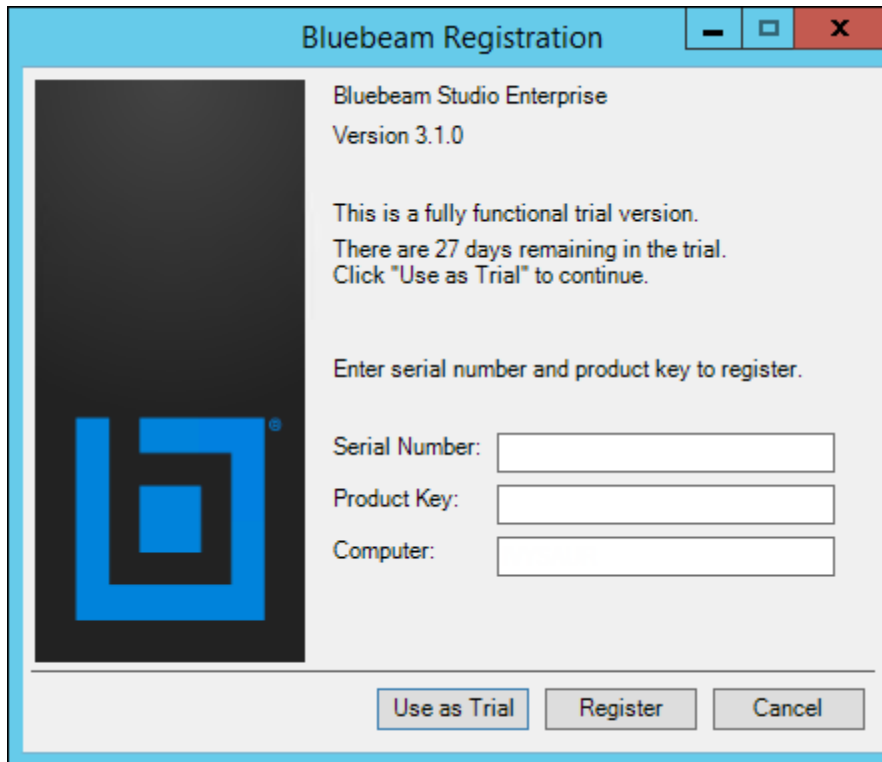 Bluebeam Registration
Bluebeam Studio Enterprise
Version 3.1.0
This is a fully functional trial version.
There are 27 days remaining in the trial.
Click "Use as Trial" to continue.
Enter serial number and product key to register.
Serial Number:
Product Key:
Computer:
Use as Trial Register Cancel